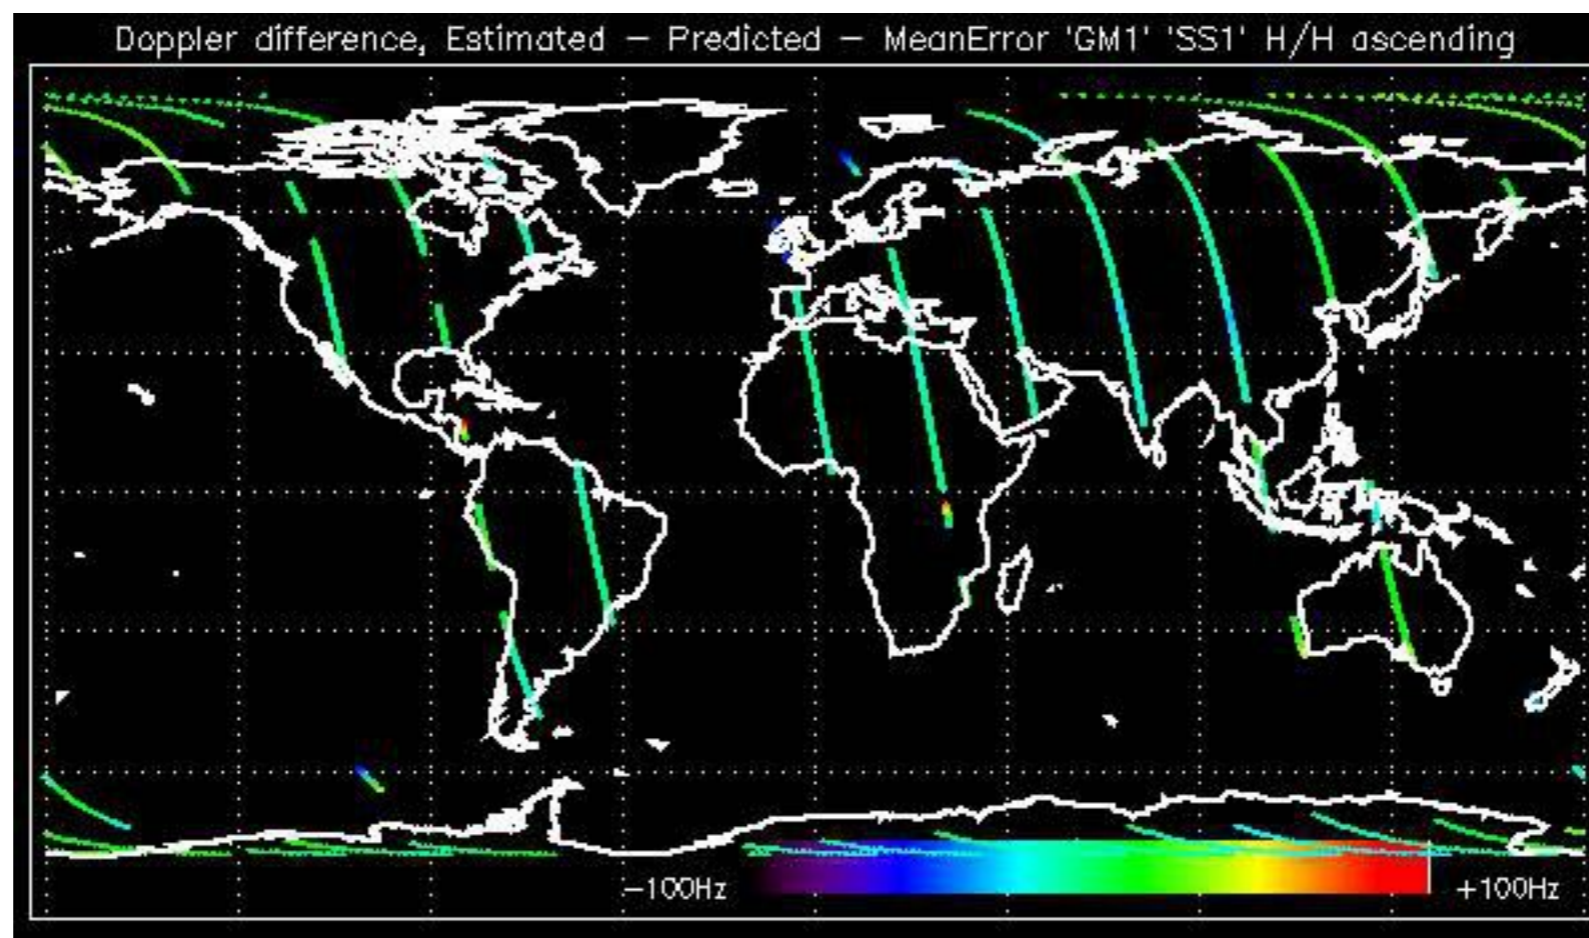 Doppler difference, Estimated – Predicted – MeanError 'GM1' 'SS1' H/H ascending
–100Hz
+100Hz